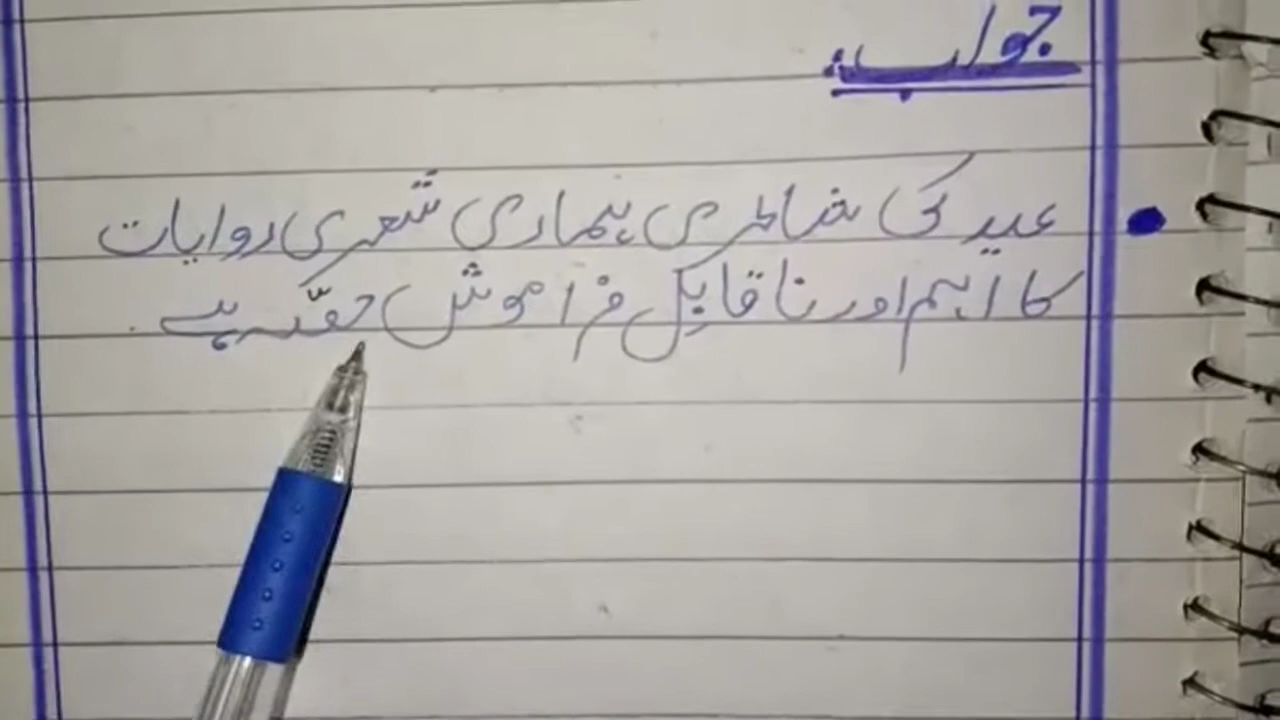 جواب:
عید کی شاعری ہماری شعری روایات
کا اہم اور ناقابلِ فراموش حصّہ ہے۔